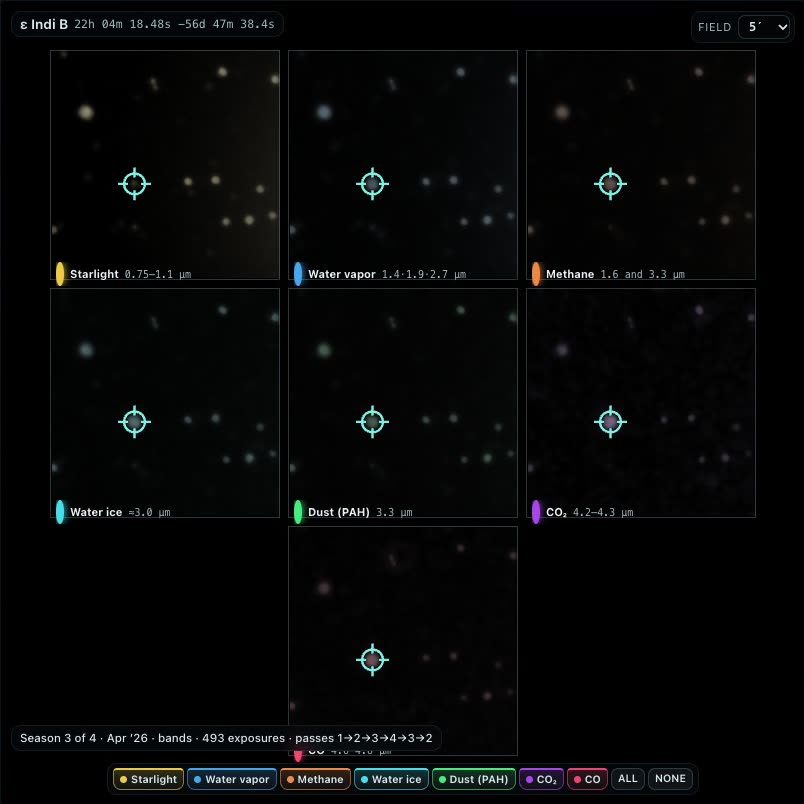 ε Indi B 22h 04m 18.48s −56d 47m 38.4s
FIELD 5′
Starlight 0.75–1.1 μm
Water vapor 1.4·1.9·2.7 μm
Methane 1.6 and 3.3 μm
Water ice ≈3.0 μm
Dust (PAH) 3.3 μm
CO₂ 4.2–4.3 μm
CO
Season 3 of 4 · Apr '26 · bands · 493 exposures · passes 1→2→3→4→3→2
Starlight Water vapor Methane Water ice Dust (PAH) CO₂ CO ALL NONE